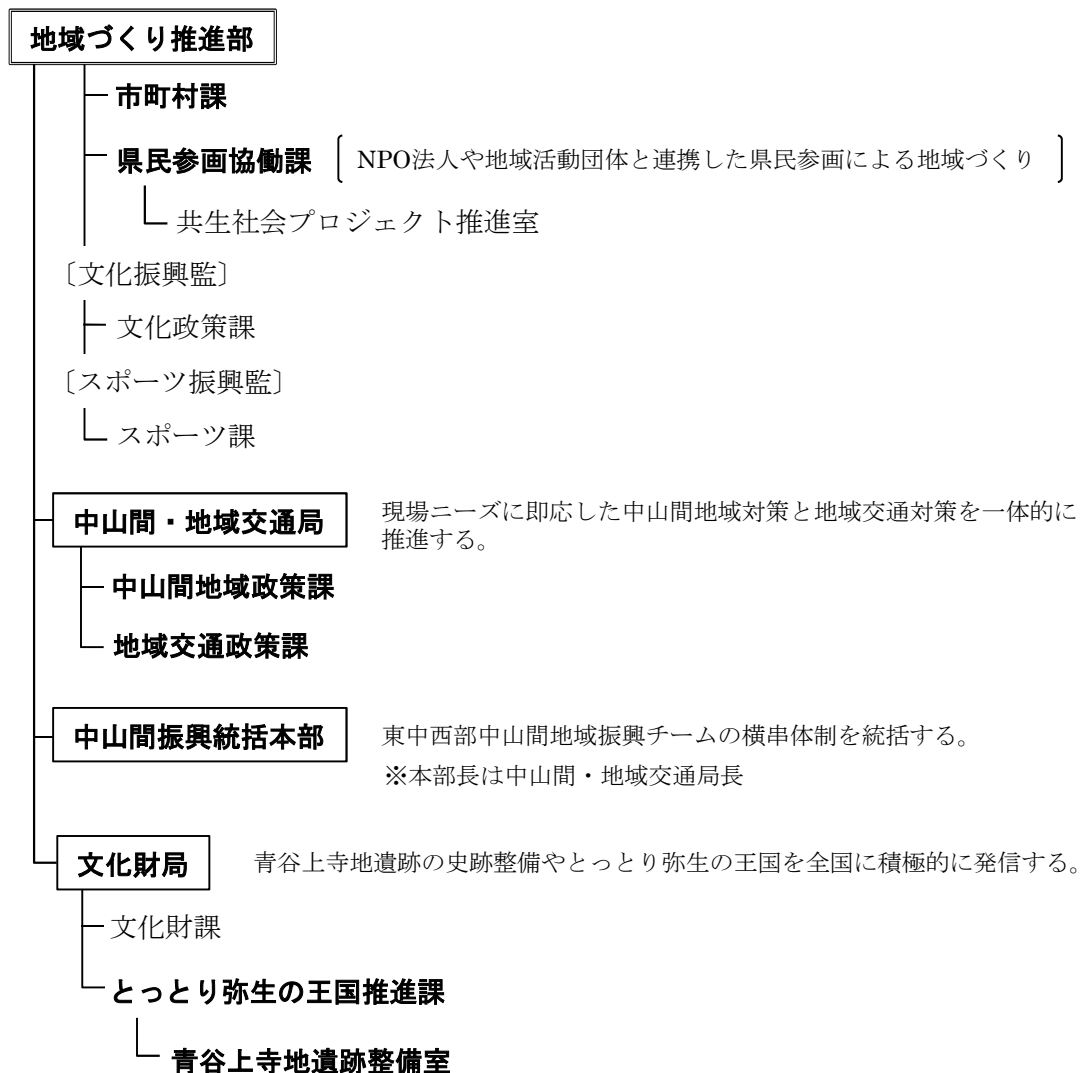 地域づくり推進部
市町村課
県民参画協働課 NPO法人や地域活動団体と連携した県民参画による地域づくり
共生社会プロジェクト推進室
〔文化振興監〕
文化政策課
〔スポーツ振興監〕
スポーツ課
中山間・地域交通局 現場ニーズに即応した中山間地域対策と地域交通対策を一体的に
推進する。
中山間地域政策課
地域交通政策課
中山間振興統括本部 東中西部中山間地域振興チームの横串体制を統括する。
※本部長は中山間・地域交通局長
文化財局 青谷上寺地遺跡の史跡整備やとっとり弥生の王国を全国に積極的に発信する。
文化財課
とっとり弥生の王国推進課
青谷上寺地遺跡整備室